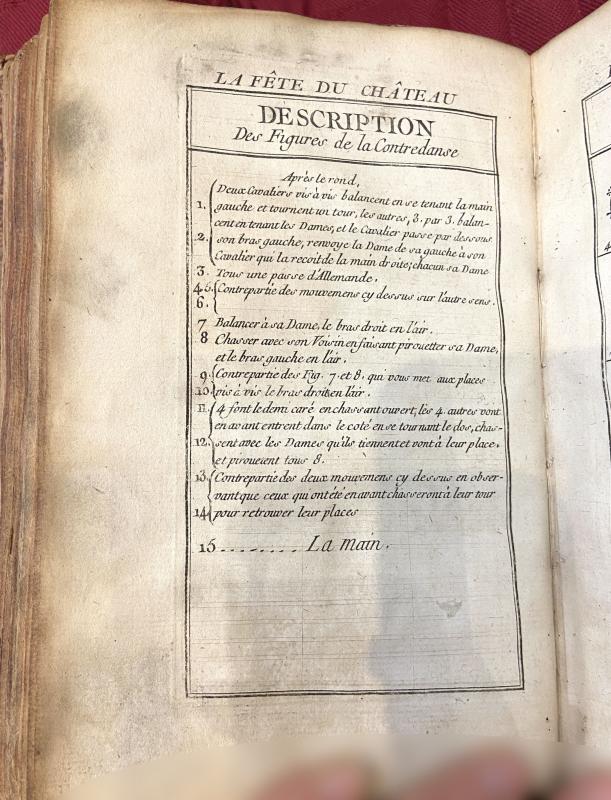 LA FÊTE DU CHÂTEAU
DESCRIPTION
Des Figures de la Contredanse
Après le rond,
Deux Cavaliers vis à vis balancent en se tenant la main
1. gauche et tournent un tour, les autres, 3. par 3. balan-
cent en tenant les Dames, et le Cavalier passe par dessous
2. son bras gauche, renvoye la Dame de sa gauche à son
Cavalier qui la recoit de la main droite; chacun sa Dame
3. Tous une passe d'Allemande.
4 5. Contrepartie des mouvemens cy dessus sur l'autre sens.
6.
7 Balancer à sa Dame, le bras droit en l'air.
8 Chasser avec son Voisin en faisant pirouetter sa Dame,
et le bras gauche en l'air.
9 Contrepartie des Fig. 7. et 8. qui vous met aux places
10 vis à vis le bras droit en l'air.
11. 4 font le demi caré en chassant ouvert, les 4. autres vont
en avant entrent dans le coté en se tournant le dos, chas-
12. sent avec les Dames qu'ils tiennent et vont à leur place,
et pirouettent tous 8.
13 Contrepartie des deux mouvemens cy dessus en obser-
vant que ceux qui ont été en avant chasseront à leur tour
14 pour retrouver leur places
15 ........ La main.